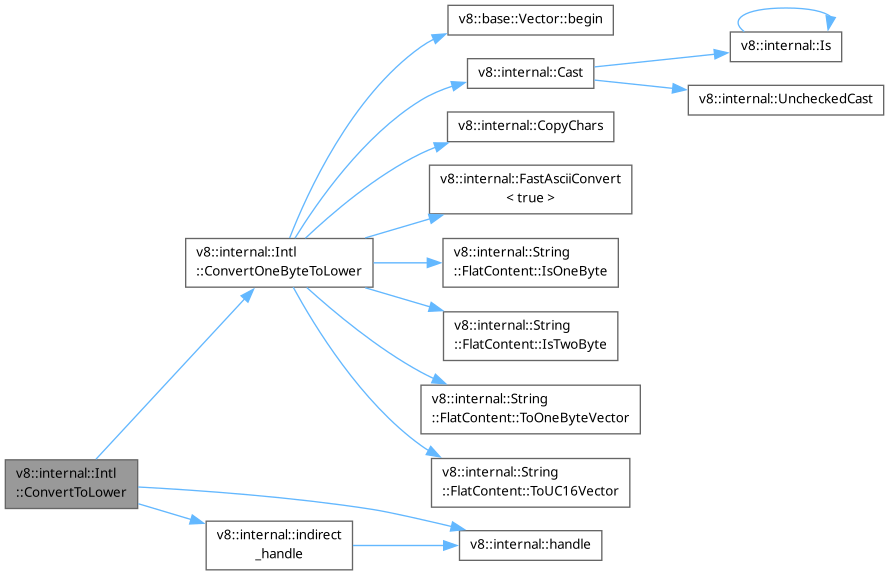 v8::base::Vector::begin
v8::internal::Is
v8::internal::Cast
v8::internal::UncheckedCast
v8::internal::CopyChars
v8::internal::FastAsciiConvert
< true >
v8::internal::Intl
::ConvertOneByteToLower
v8::internal::String
::FlatContent::IsOneByte
v8::internal::String
::FlatContent::IsTwoByte
v8::internal::String
::FlatContent::ToOneByteVector
v8::internal::String
::FlatContent::ToUC16Vector
v8::internal::Intl
::ConvertToLower
v8::internal::indirect
_handle
v8::internal::handle